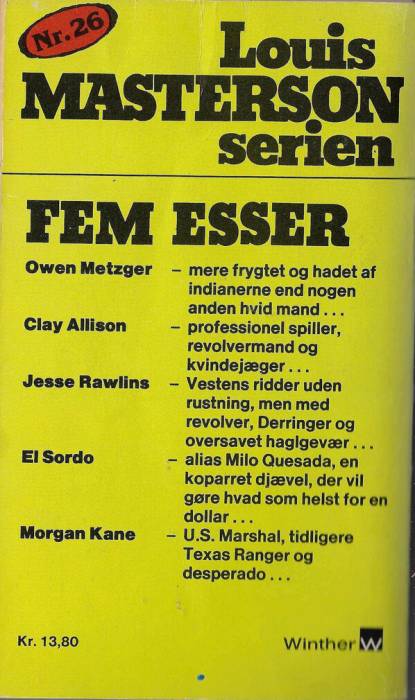 Nr.26
Louis
MASTERSON
serien
FEM ESSER
Owen Metzger – mere frygtet og hadet af
indianerne end nogen
anden hvid mand . . .
Clay Allison – professionel spiller,
revolvermand og
kvindejæger . . .
Jesse Rawlins – Vestens ridder uden
rustning, men med
revolver, Derringer og
oversavet haglgevær . . .
El Sordo – alias Milo Quesada, en
koparret djævel, der vil
gøre hvad som helst for en
dollar . . .
Morgan Kane – U.S. Marshal, tidligere
Texas Ranger og
desperado . . .
Kr. 13,80
Winther W